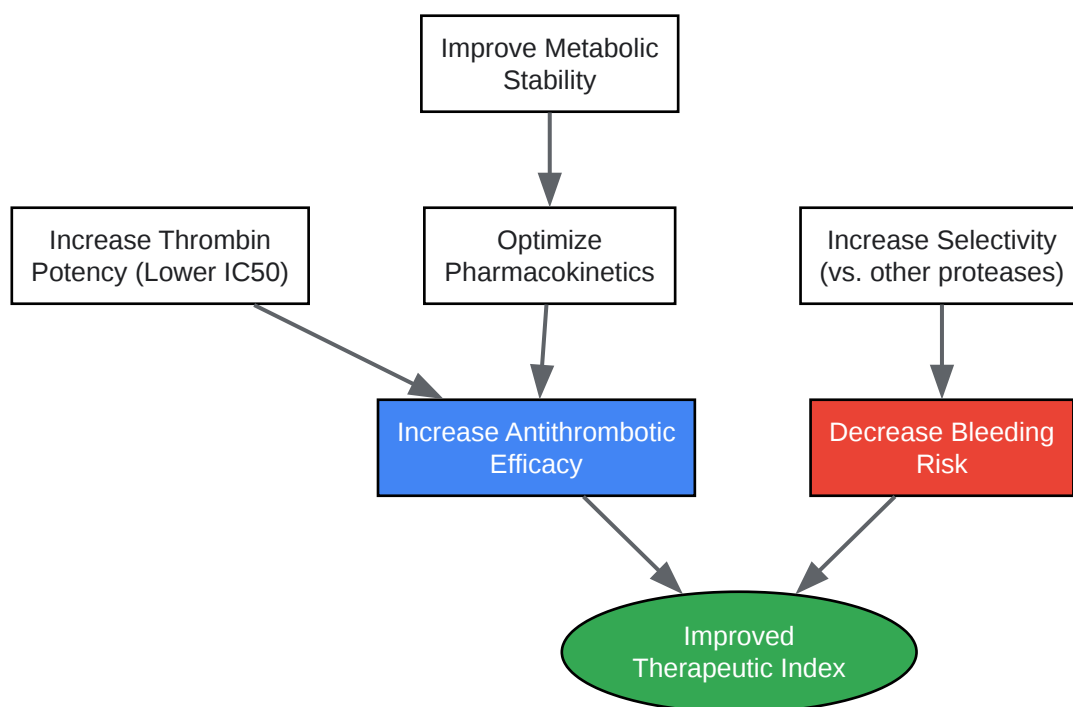 Improve Metabolic
Stability
Increase Thrombin
Potency (Lower IC50)
Optimize
Pharmacokinetics
Increase Selectivity
(vs. other proteases)
Increase Antithrombotic
Efficacy
Decrease Bleeding
Risk
Improved
Therapeutic Index